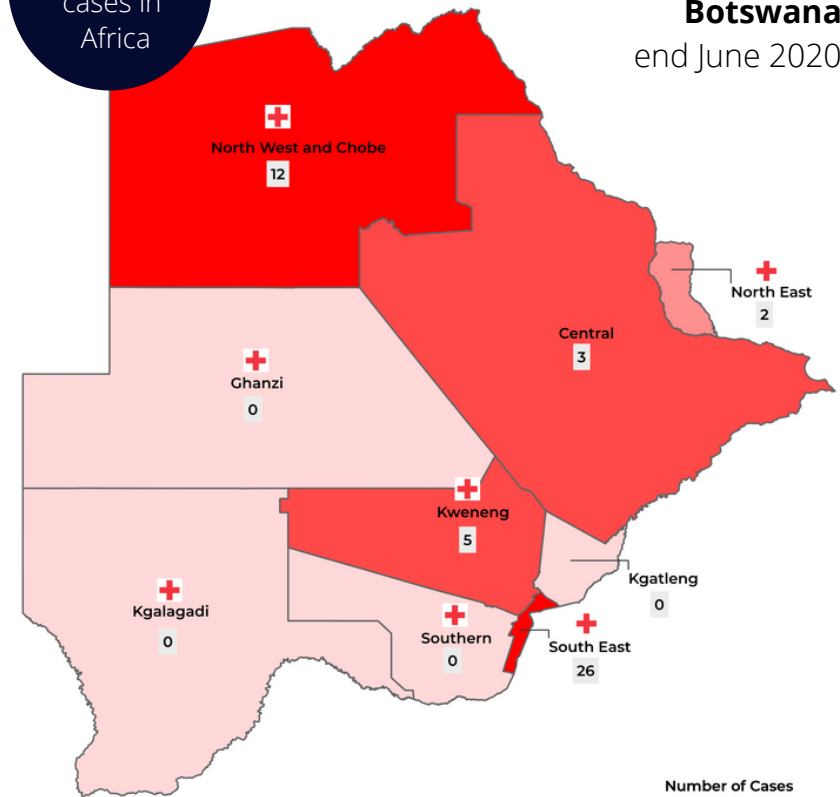 cases in
Africa
Botswana
end June 2020
North West and Chobe
12
North East
2
Central
3
Ghanzi
0
Kweneng
5
Kgatleng
0
Kgalagadi
0
Southern
0
South East
26
Number of Cases